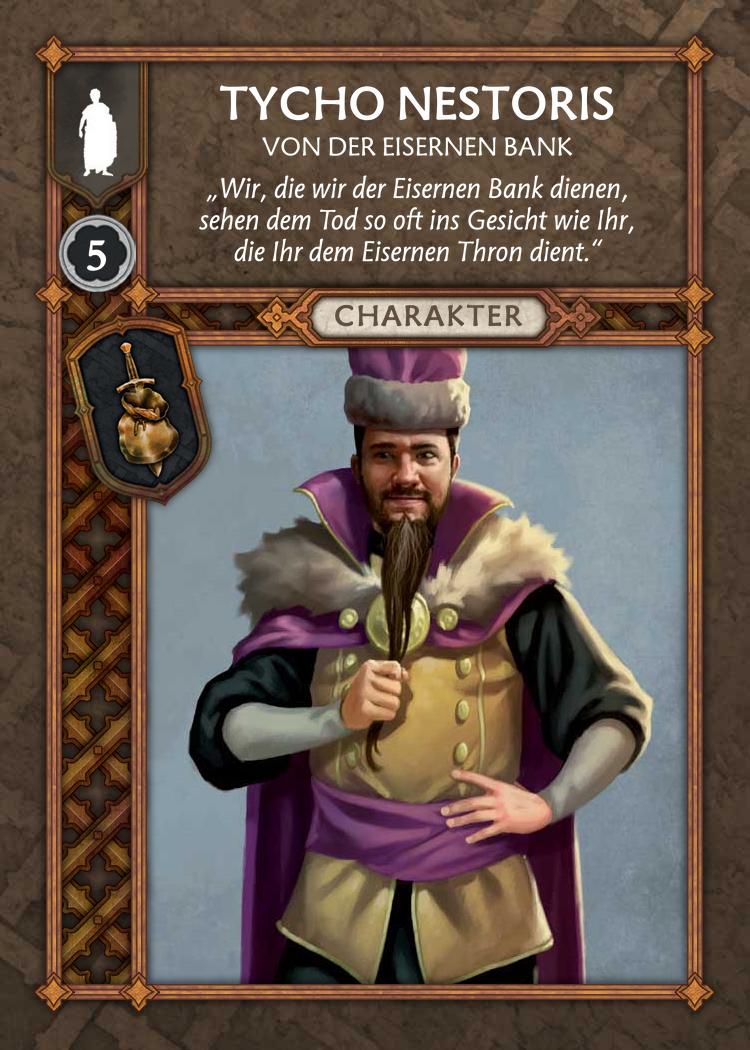 TYCHO NESTORIS
VON DER EISERNEN BANK
„Wir, die wir der Eisernen Bank dienen,
sehen dem Tod so oft ins Gesicht wie Ihr,
die Ihr dem Eisernen Thron dient.“
5
CHARAKTER